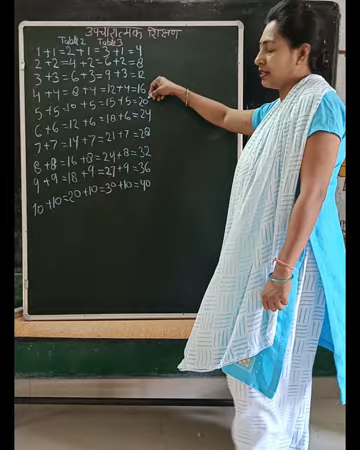 उपचारात्मक शिक्षण
Table 2 Table 3
1 + 1 = 2 + 1 = 3 + 1 = 4
2 + 2 = 4 + 2 = 6 + 2 = 8
3 + 3 = 6 + 3 = 9 + 3 = 12
4 + 4 = 8 + 4 = 12 + 4 = 16
5 + 5 = 10 + 5 = 15 + 5 = 20
6 + 6 = 12 + 6 = 18 + 6 = 24
7 + 7 = 14 + 7 = 21 + 7 = 28
8 + 8 = 16 + 8 = 24 + 8 = 32
9 + 9 = 18 + 9 = 27 + 9 = 36
10 + 10 = 20 + 10 = 30 + 10 = 40